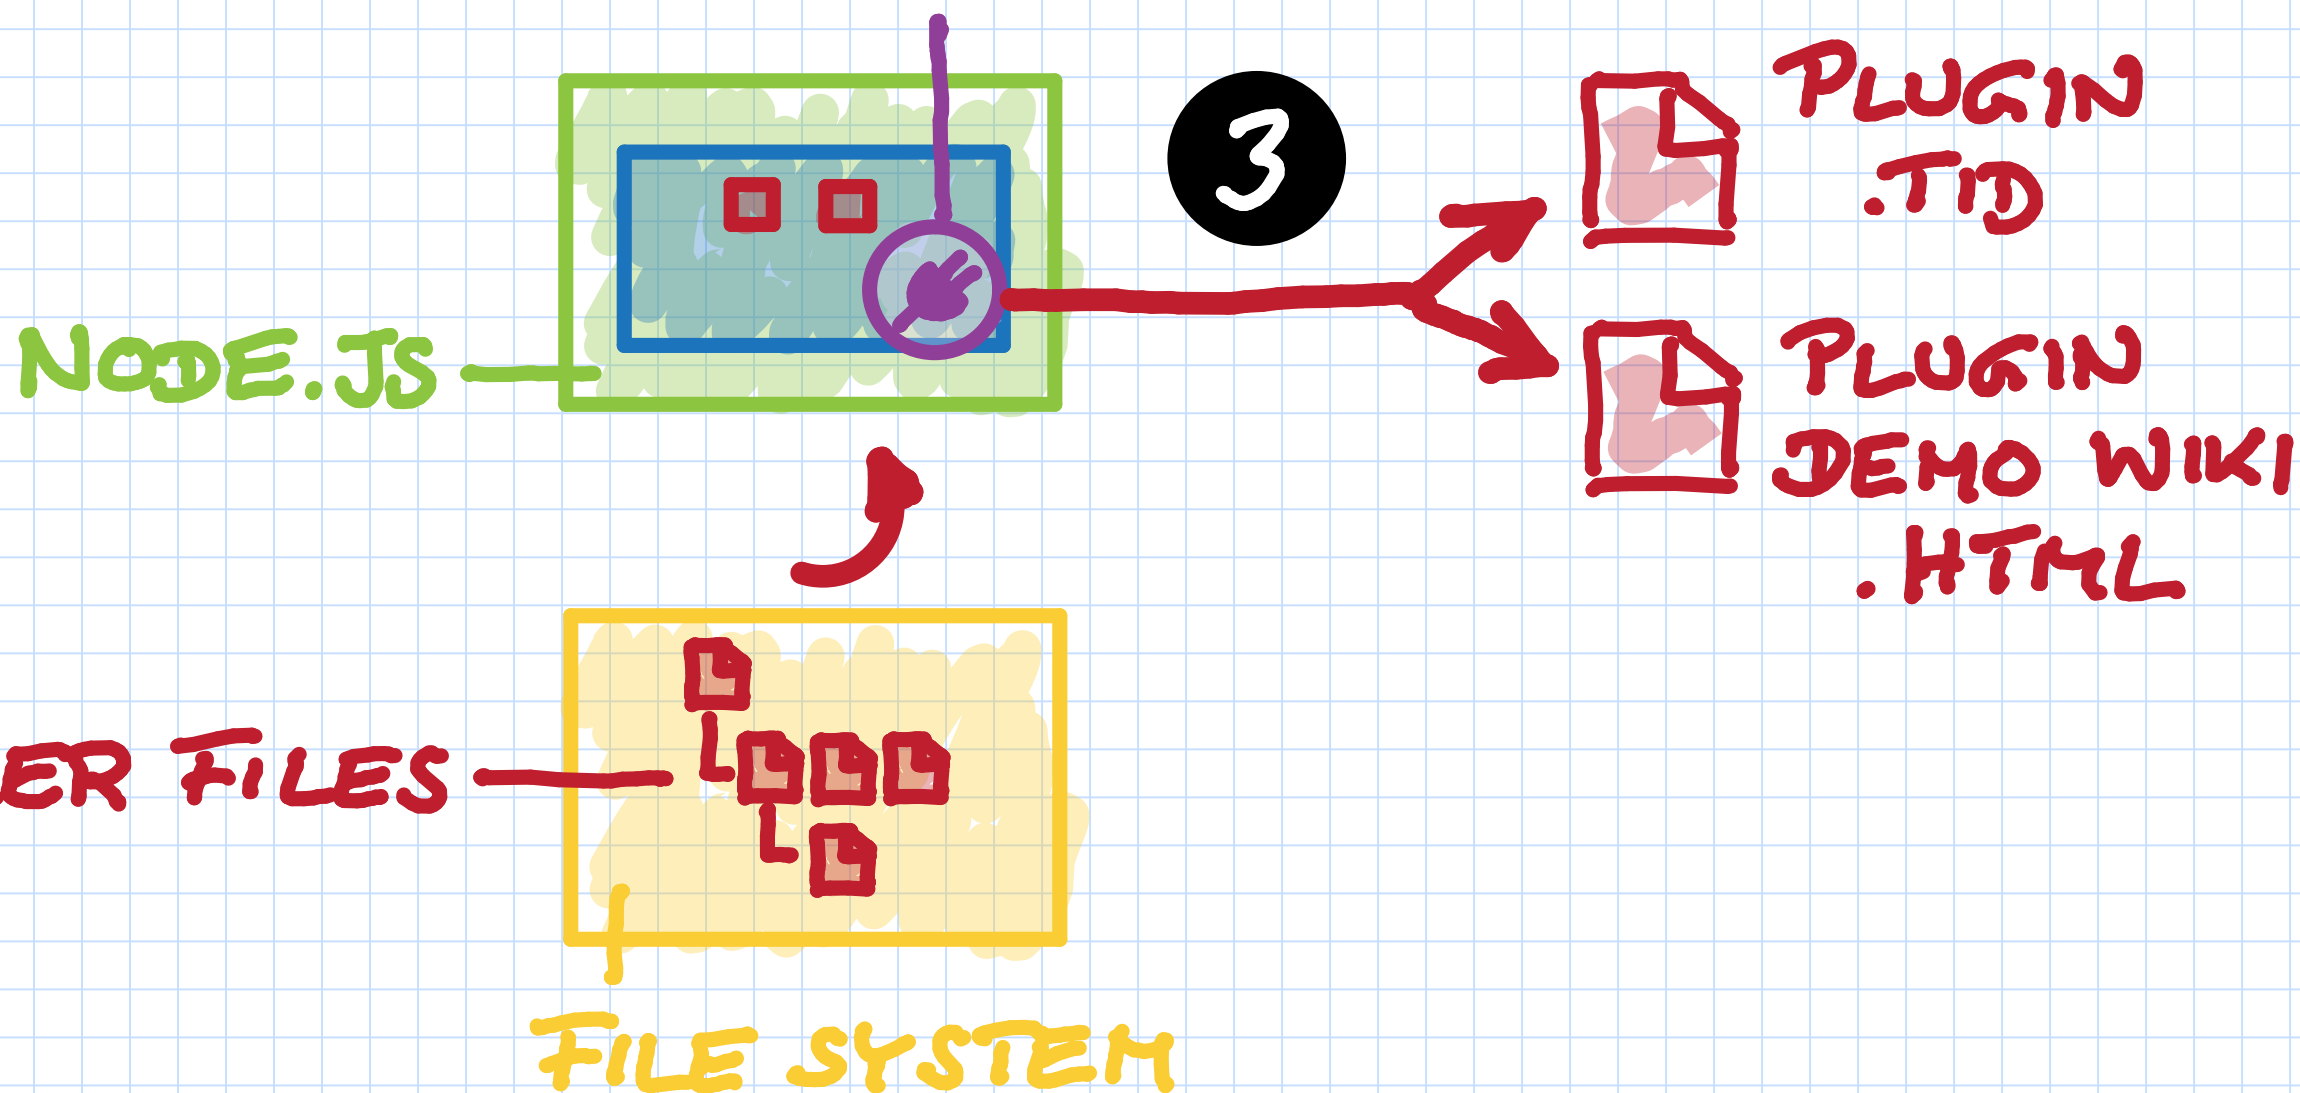 3
PLUGIN
.TID
NODE.JS
PLUGIN
DEMO WIKI
.HTML
ER FILES
FILE SYSTEM